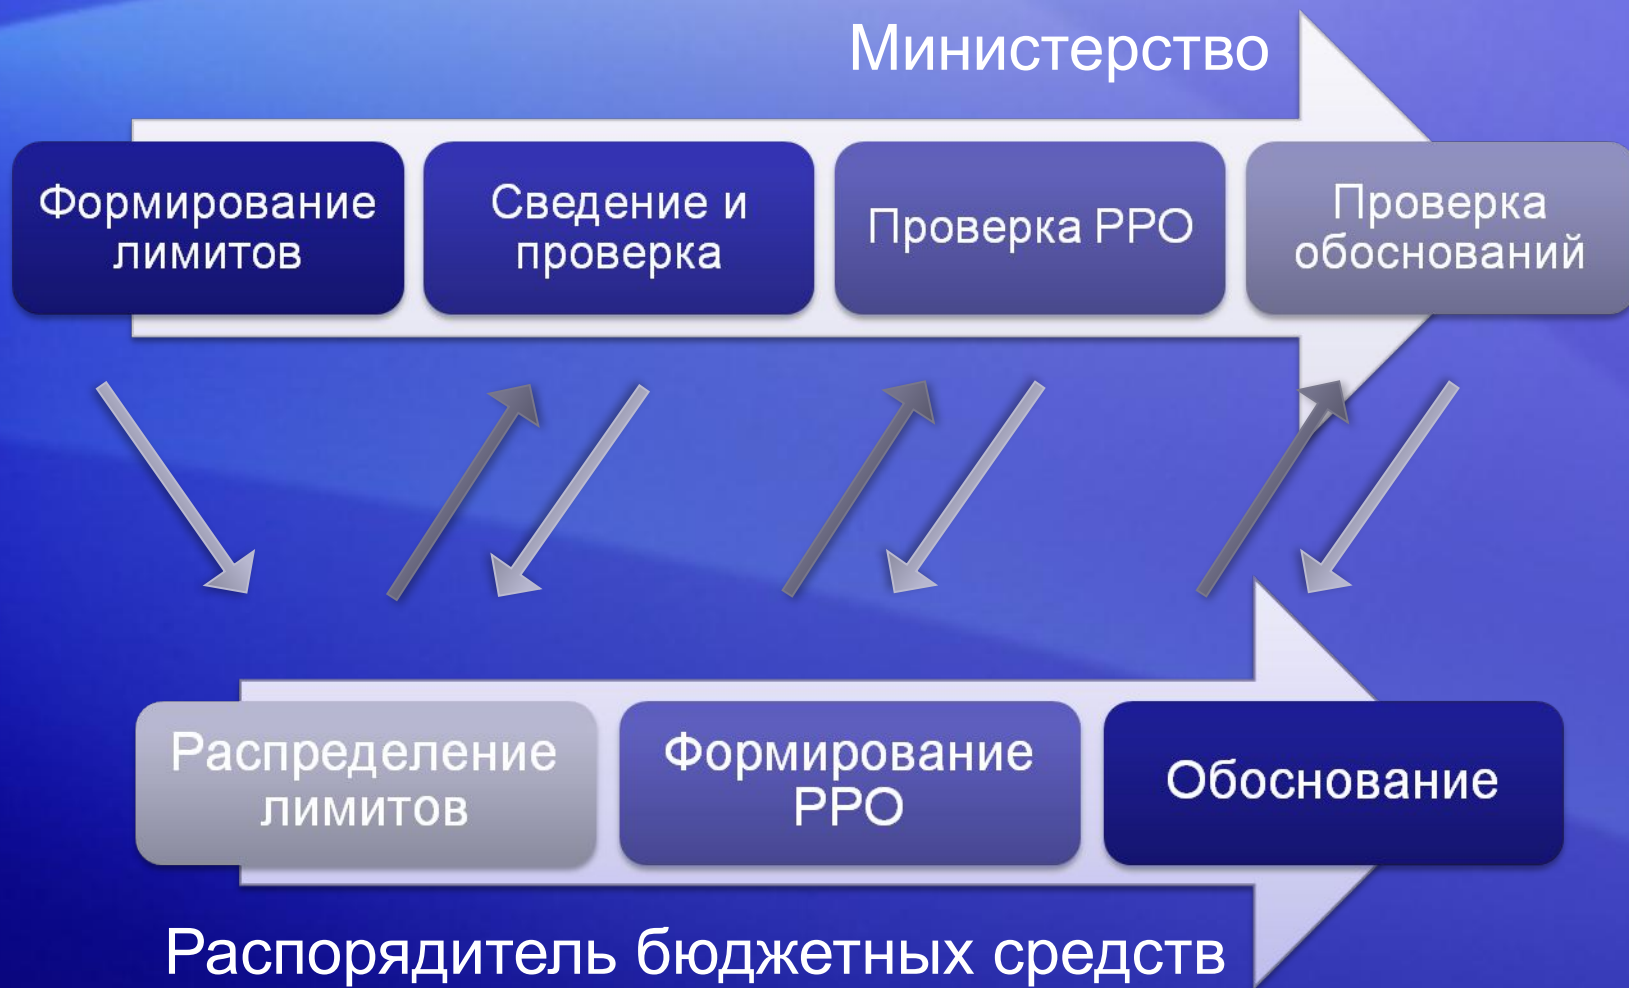 Министерство
Формирование
лимитов
Сведение и
проверка
Проверка РРО
Проверка
обоснований
Распределение
лимитов
Формирование
РРО
Обоснование
Распорядитель бюджетных средств